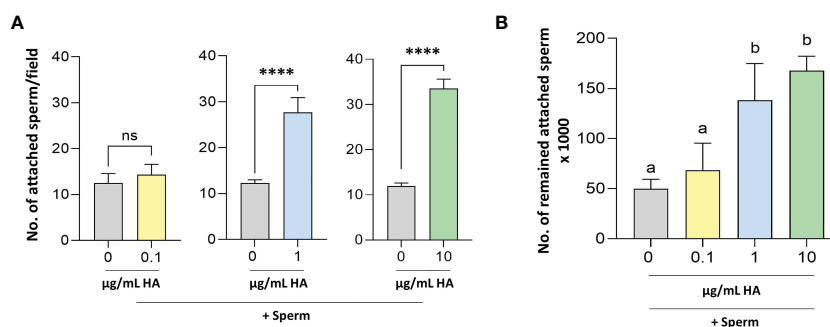 A
No. of attached sperm/field
40
30
20
10
0
ns
0 0.1
µg/mL HA
40
30
20
10
0
****
0 1
µg/mL HA
40
30
20
10
0
****
0 10
µg/mL HA
+ Sperm
B
No. of remained attached sperm
x 1000
200
150
100
50
0
a a b b
0 0.1 1 10
µg/mL HA
+ Sperm